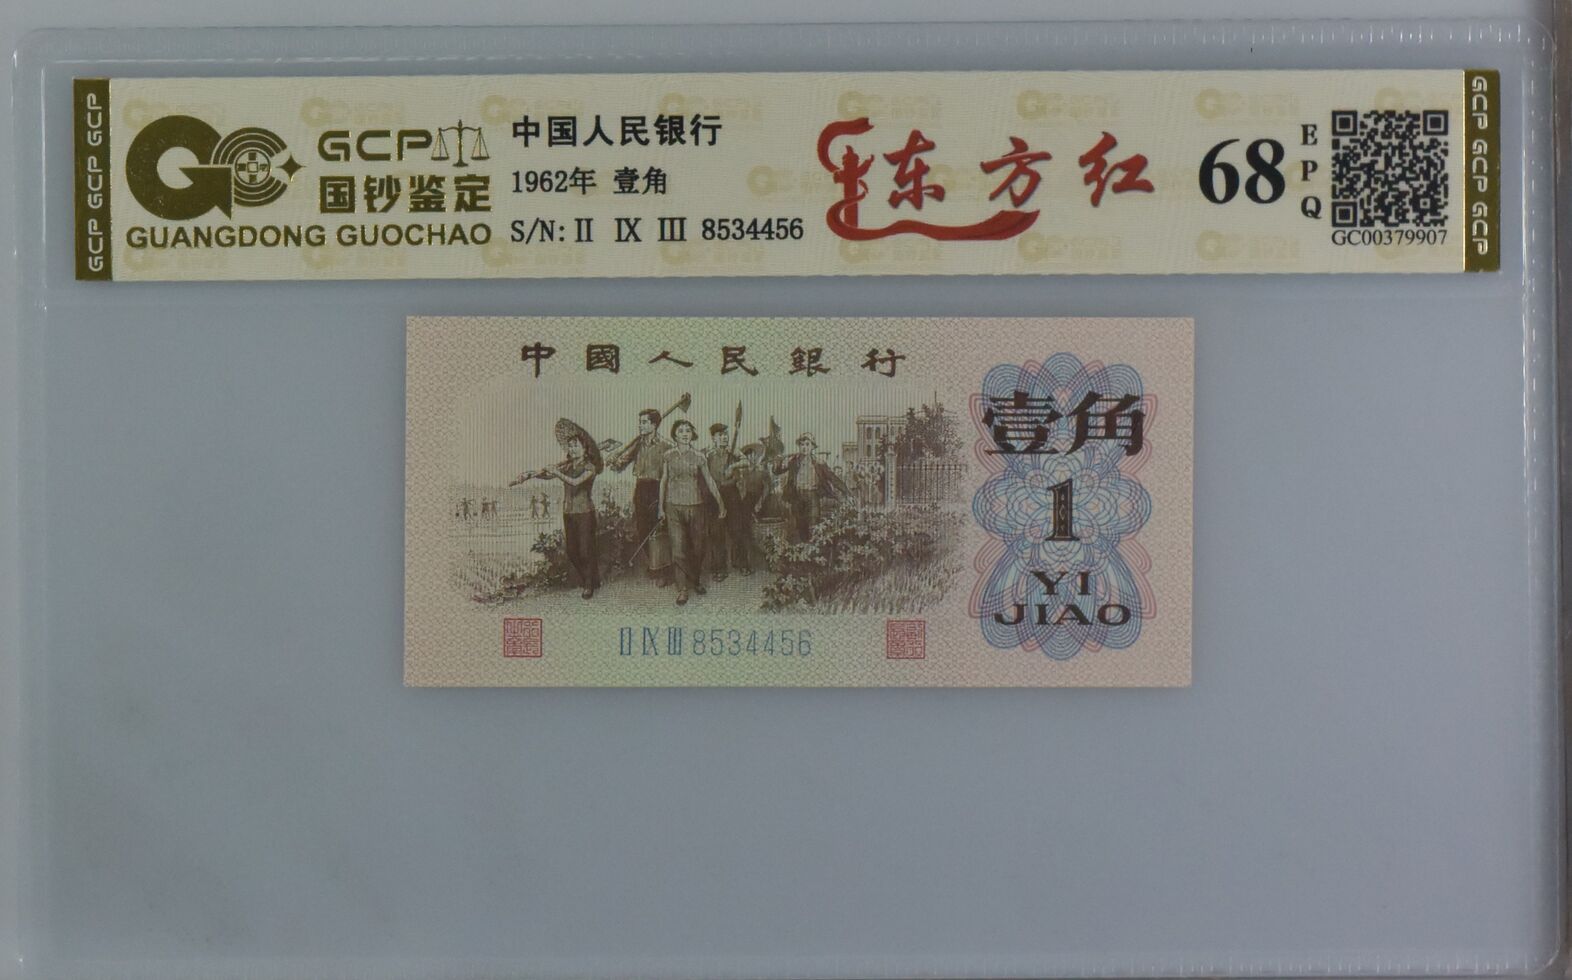 GCP GCP GCP
GCP
国钞鉴定
GUANGDONG GUOCHAO
中国人民银行
1962年 壹角
S/N: II IX III 8534456
东方红
68
EPQ
GC00379907
GCP GCP GCP
中國人民銀行
壹角
1
YI
JIAO
II IX III 8534456